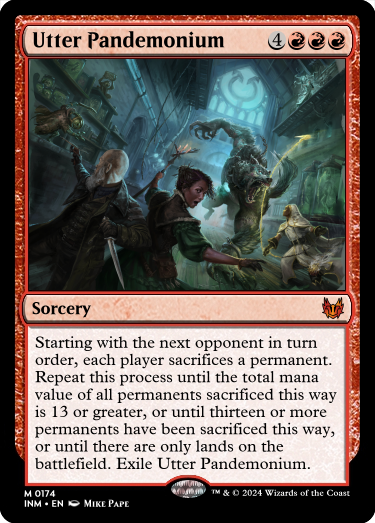 Utter Pandemonium 4
Sorcery
Starting with the next opponent in turn
order, each player sacrifices a permanent.
Repeat this process until the total mana
value of all permanents sacrificed this way
is 13 or greater, or until thirteen or more
permanents have been sacrificed this way,
or until there are only lands on the
battlefield. Exile Utter Pandemonium.
M 0174
INM • EN Mike Pape
™ & © 2024 Wizards of the Coast